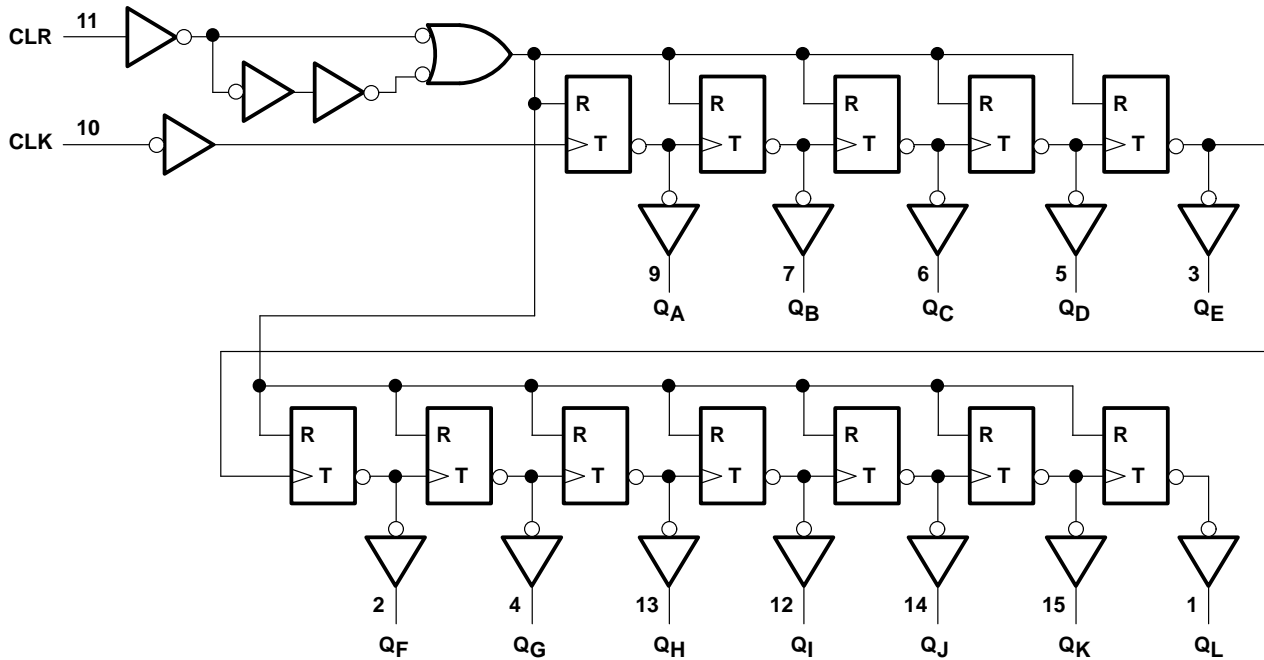 CLR 11
CLK 10
R R R R R
T T T T T
9 7 6 5 3
QA QB QC QD QE
R R R R R R R
T T T T T T T
2 4 13 12 14 15 1
QF QG QH QI QJ QK QL